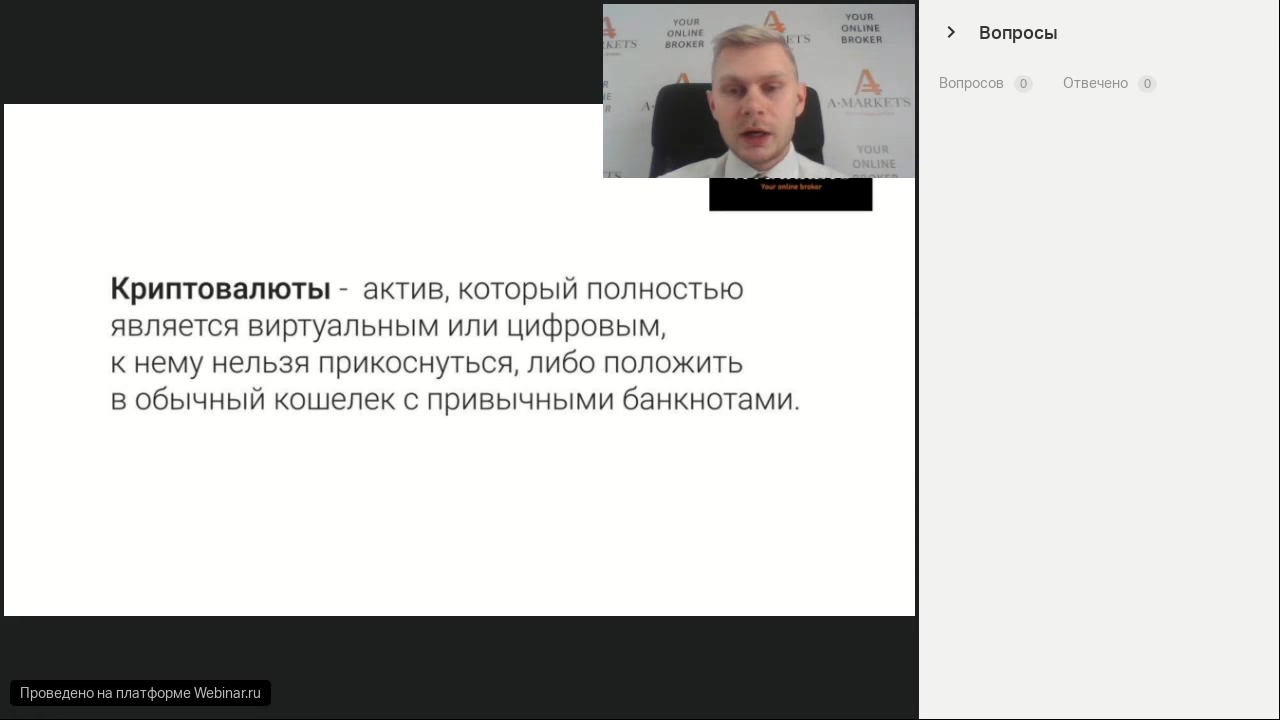 YOUR
ONLINE
BROKER
YOUR
ONLINE
BROKER
A·MARKETS
YOUR
ONLINE
Your online broker
Криптовалюты - актив, который полностью
является виртуальным или цифровым,
к нему нельзя прикоснуться, либо положить
в обычный кошелек с привычными банкнотами.
Проведено на платформе Webinar.ru
Вопросы
Вопросов 0 Отвечено 0